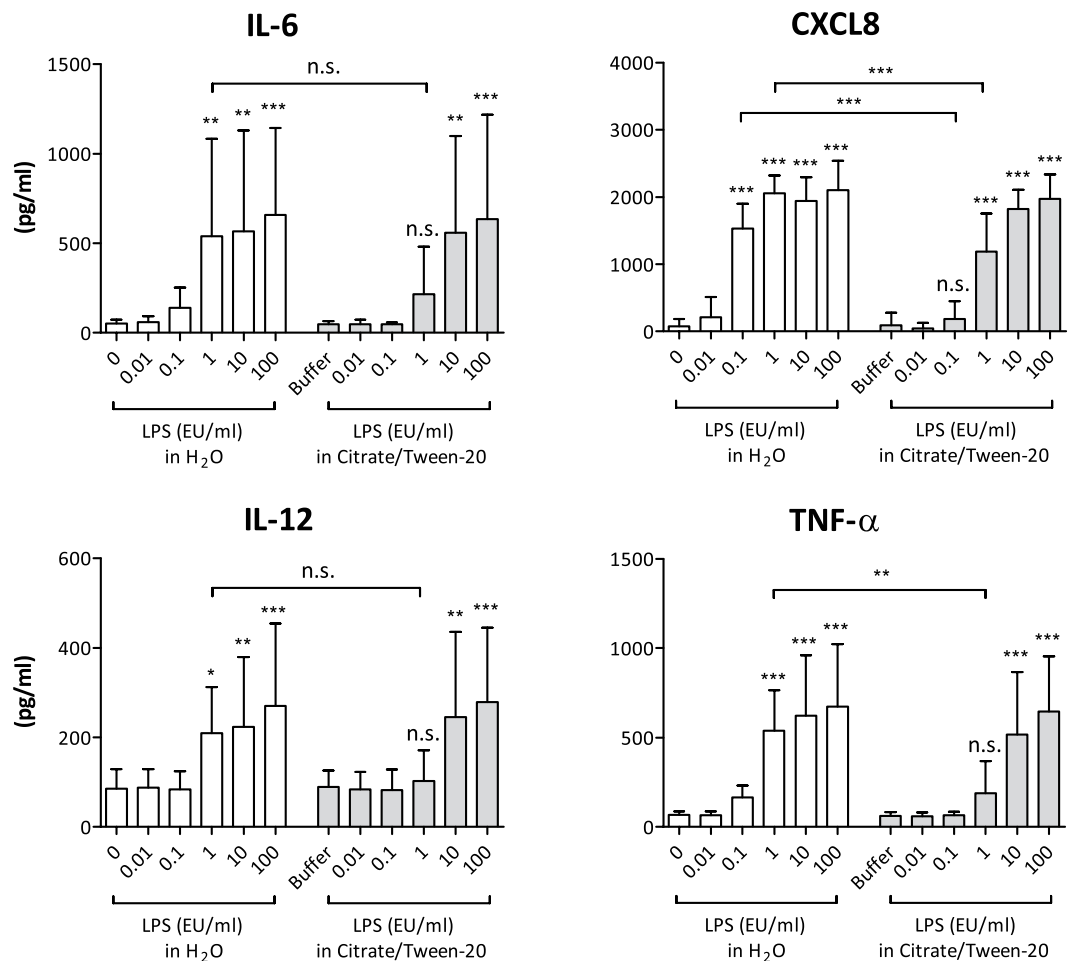 IL-6
(pg/ml)
1500
1000
500
0
n.s.
** ** *** n.s. ** ***
0 0.01 0.1 1 10 100 Buffer 0.01 0.1 1 10 100
LPS (EU/ml) LPS (EU/ml)
in H₂O in Citrate/Tween-20
CXCL8
4000
3000
2000
1000
0
***
***
*** *** *** *** n.s. *** *** ***
0 0.01 0.1 1 10 100 Buffer 0.01 0.1 1 10 100
LPS (EU/ml) LPS (EU/ml)
in H₂O in Citrate/Tween-20
IL-12
(pg/ml)
600
400
200
0
n.s.
* ** *** n.s. ** ***
0 0.01 0.1 1 10 100 Buffer 0.01 0.1 1 10 100
LPS (EU/ml) LPS (EU/ml)
in H₂O in Citrate/Tween-20
TNF-α
1500
1000
500
0
**
*** *** *** n.s. *** ***
0 0.01 0.1 1 10 100 Buffer 0.01 0.1 1 10 100
LPS (EU/ml) LPS (EU/ml)
in H₂O in Citrate/Tween-20